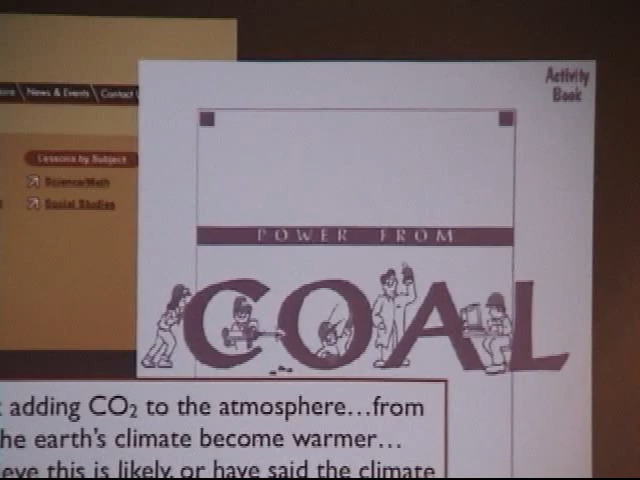 News & Events \ Contact
Lessons by Subject
Science/Math
Social Studies
Activity
Book
POWER FROM
COAL
adding CO₂ to the atmosphere…from
he earth's climate become warmer…
eve this is likely, or have said the climate